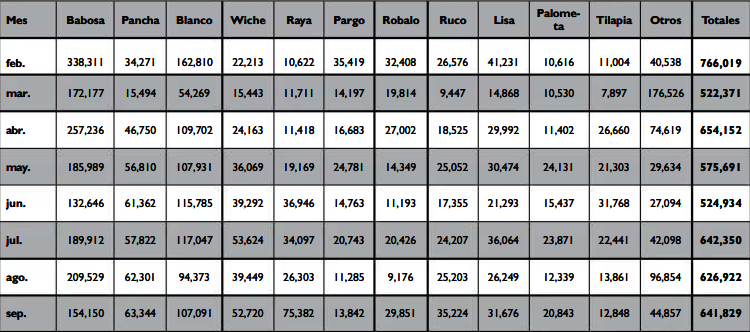 Mes Babosa Pancha Blanco Wiche Raya Pargo Robalo Ruco Lisa Palome-
ta Tilapia Otros Totales
feb. 338,311 34,271 162,810 22,213 10,622 35,419 32,408 26,576 41,231 10,616 11,004 40,538 766,019
mar. 172,177 15,494 54,269 15,443 11,711 14,197 19,814 9,447 14,868 10,530 7,897 176,526 522,371
abr. 257,236 46,750 109,702 24,163 11,418 16,683 27,002 18,525 29,992 11,402 26,660 74,619 654,152
may. 185,989 56,810 107,931 36,069 19,169 24,781 14,349 25,052 30,474 24,131 21,303 29,634 575,691
jun. 132,646 61,362 115,785 39,292 36,946 14,763 11,193 17,355 21,293 15,437 31,768 27,094 524,934
jul. 189,912 57,822 117,047 53,624 34,097 20,743 20,426 24,207 36,064 23,871 22,441 42,098 642,350
ago. 209,529 62,301 94,373 39,449 26,303 11,285 9,176 25,203 26,249 12,339 13,861 96,854 626,922
sep. 154,150 63,344 107,091 52,720 75,382 13,842 29,851 35,224 31,676 20,843 12,848 44,857 641,829